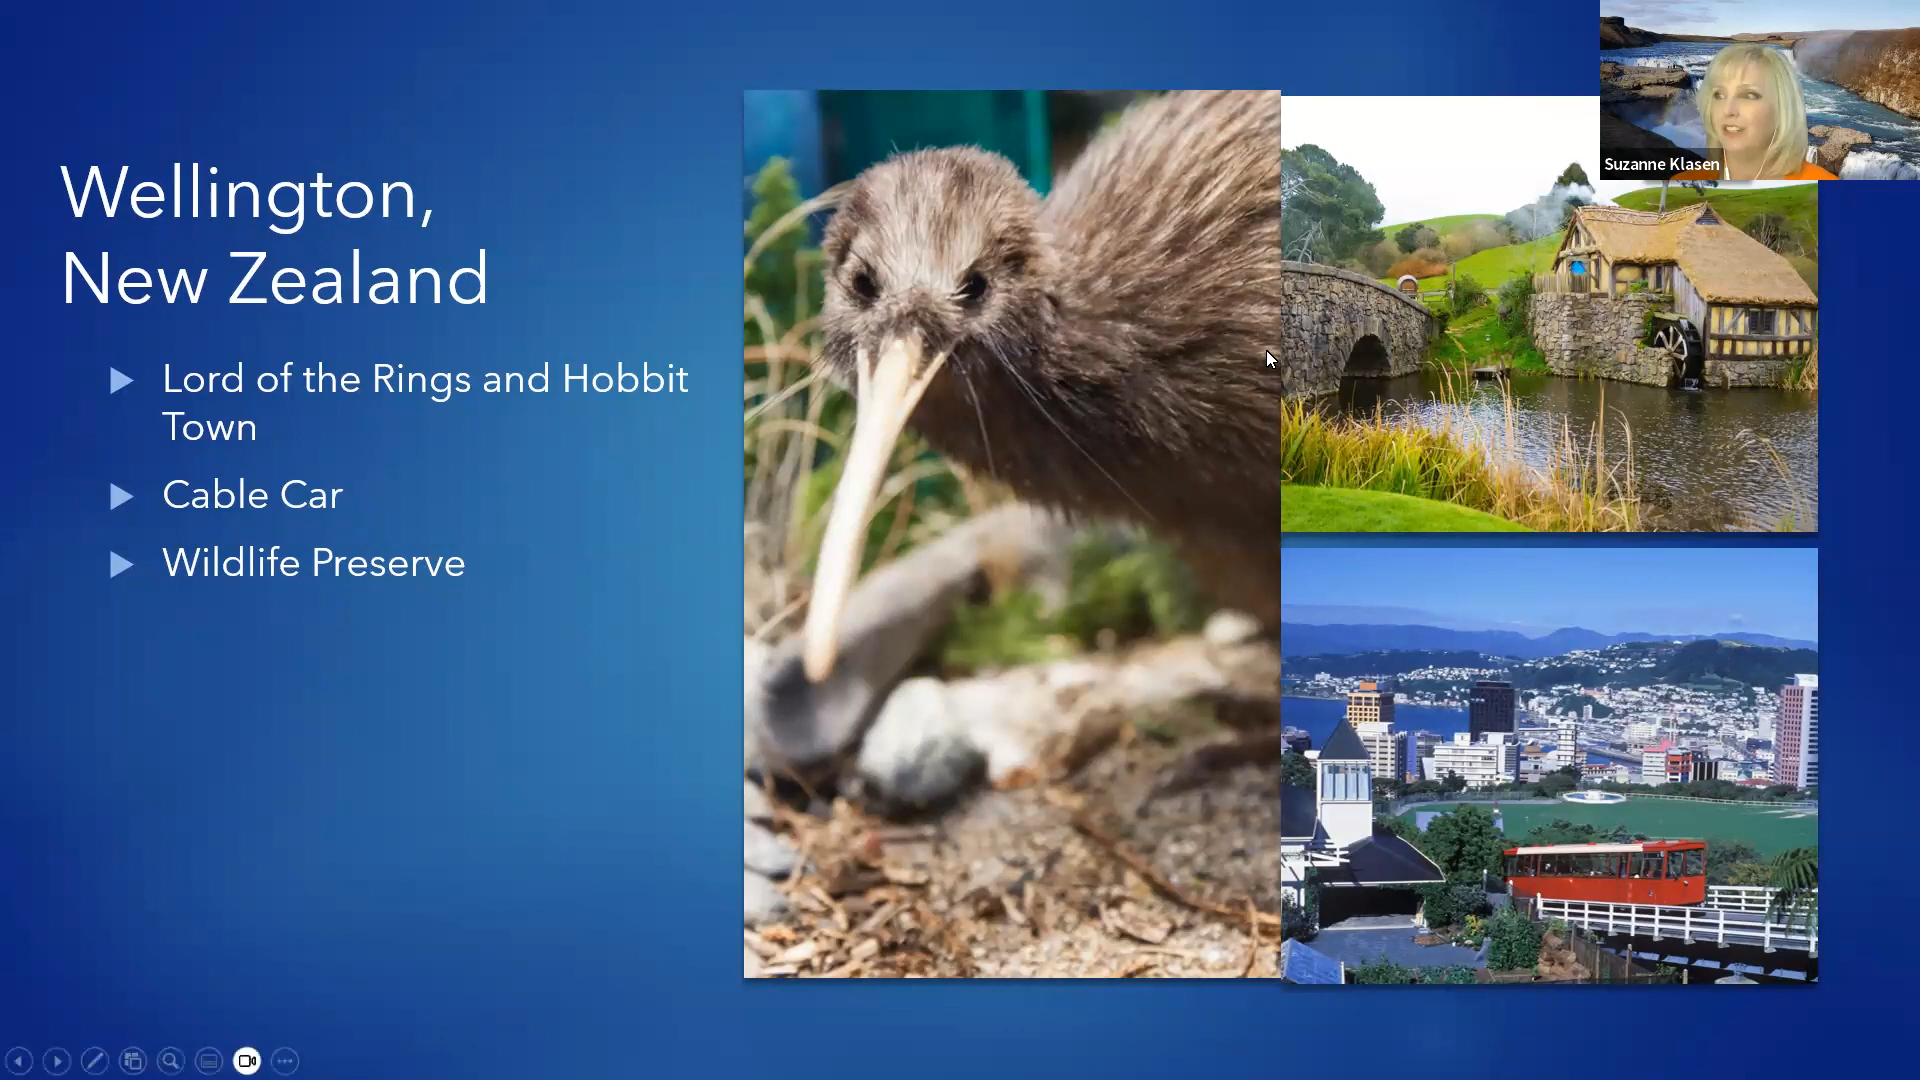 Wellington,
New Zealand
Lord of the Rings and Hobbit
Town
Cable Car
Wildlife Preserve
Suzanne Klasen